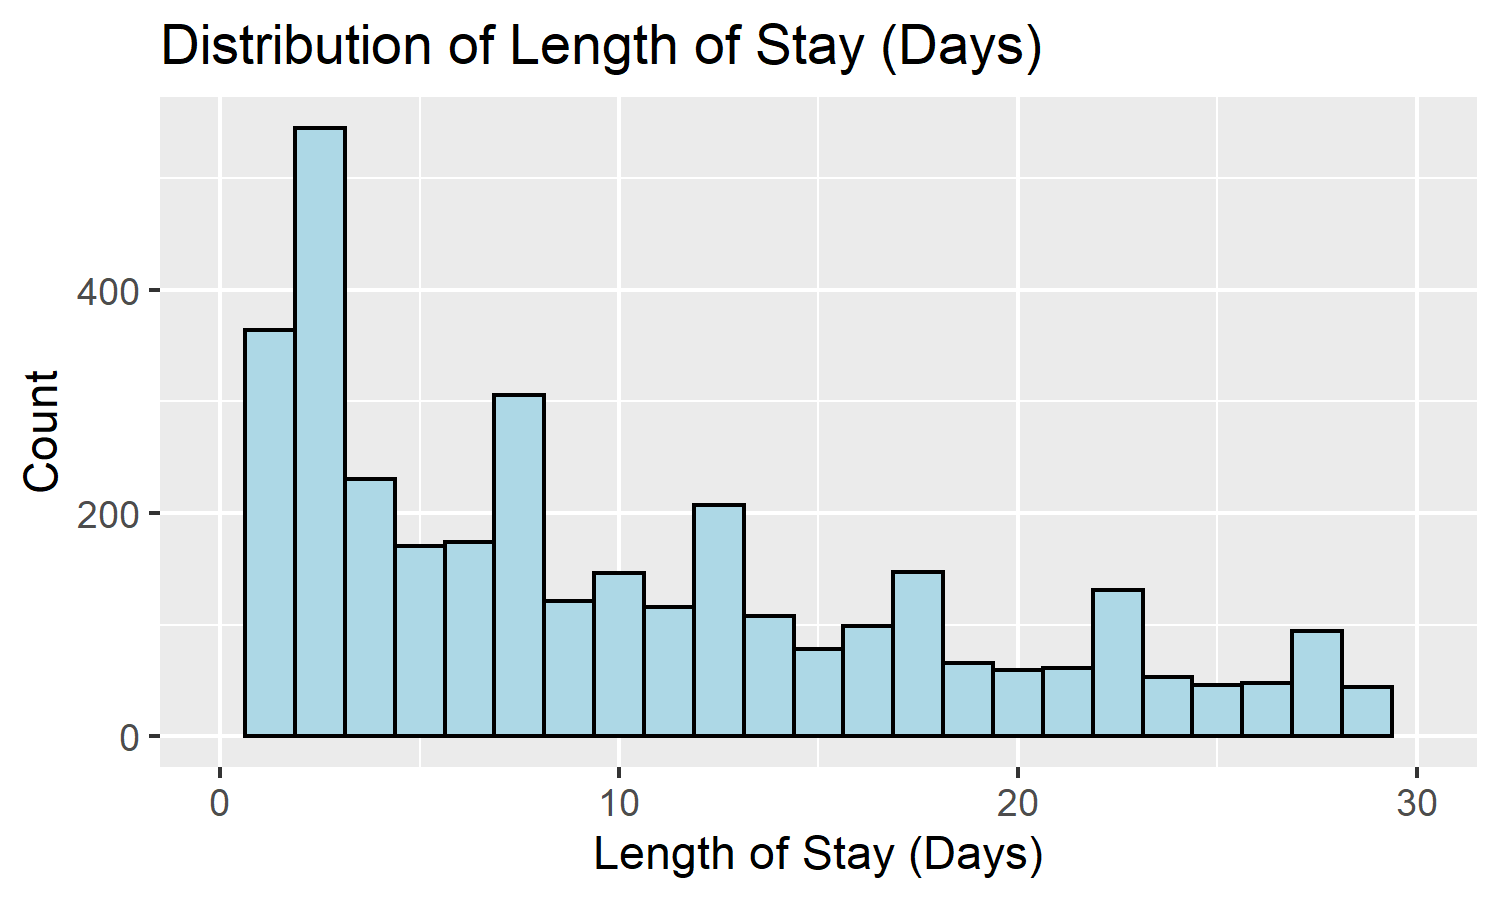 Distribution of Length of Stay (Days)
400
200
0
Count
0 10 20 30
Length of Stay (Days)